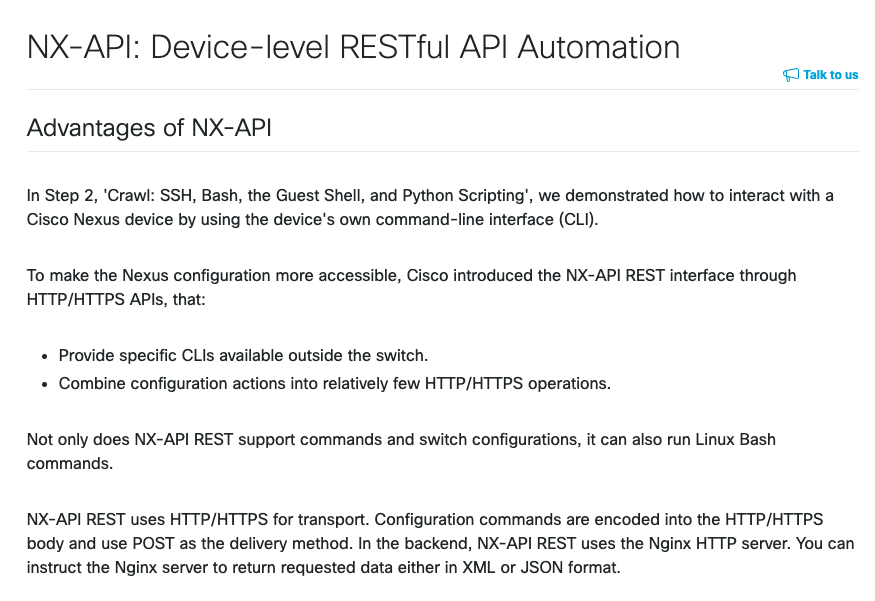 NX-API: Device-level RESTful API Automation
Talk to us
Advantages of NX-API
In Step 2, 'Crawl: SSH, Bash, the Guest Shell, and Python Scripting', we demonstrated how to interact with a
Cisco Nexus device by using the device's own command-line interface (CLI).
To make the Nexus configuration more accessible, Cisco introduced the NX-API REST interface through
HTTP/HTTPS APIs, that:
• Provide specific CLIs available outside the switch.
• Combine configuration actions into relatively few HTTP/HTTPS operations.
Not only does NX-API REST support commands and switch configurations, it can also run Linux Bash
commands.
NX-API REST uses HTTP/HTTPS for transport. Configuration commands are encoded into the HTTP/HTTPS
body and use POST as the delivery method. In the backend, NX-API REST uses the Nginx HTTP server. You can
instruct the Nginx server to return requested data either in XML or JSON format.